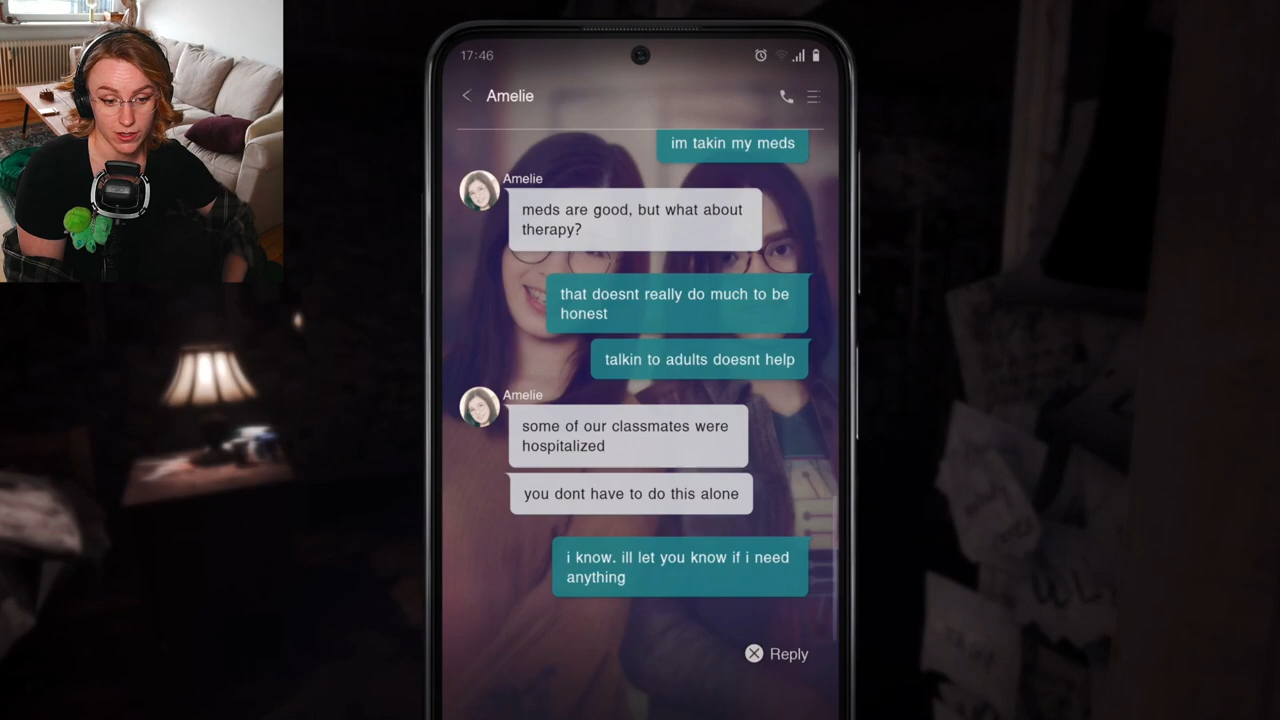 17:46
Amelie
im takin my meds
Amelie
meds are good, but what about
therapy?
that doesnt really do much to be
honest
talkin to adults doesnt help
Amelie
some of our classmates were
hospitalized
you dont have to do this alone
i know. ill let you know if i need
anything
Reply